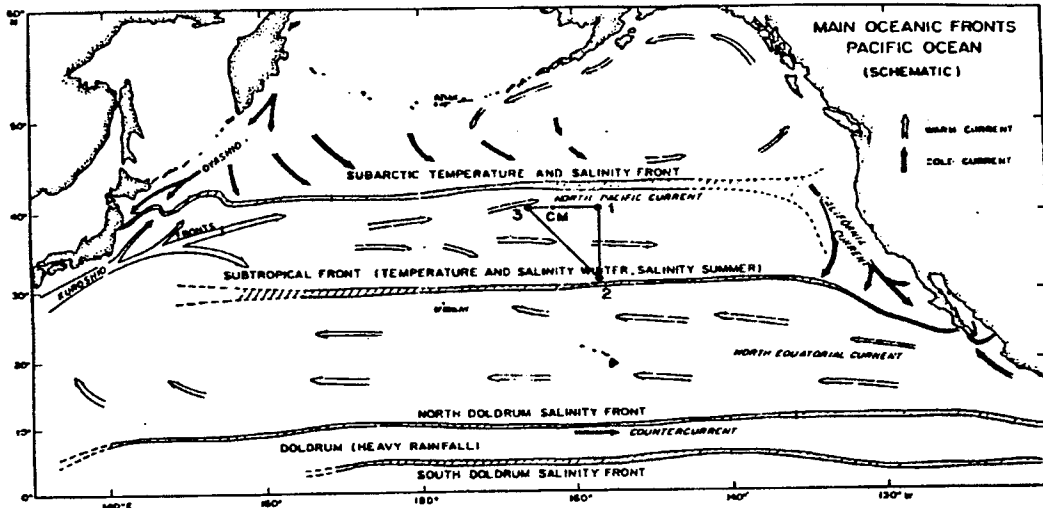 MAIN OCEANIC FRONTS
PACIFIC OCEAN
(SCHEMATIC)
WARM CURRENT
COLD CURRENT
50°
OYASHIO
SUBARCTIC TEMPERATURE AND SALINITY FRONT
NORTH PACIFIC CURRENT
40°
3
CM
1
FRONTS
CALIFORNIA
CURRENT
KUROSHIO
SUBTROPICAL FRONT (TEMPERATURE AND SALINITY WINTER, SALINITY SUMMER)
30°
2
NORTH EQUATORIAL CURRENT
20°
NORTH DOLDRUM SALINITY FRONT
COUNTERCURRENT
10°
DOLDRUM (HEAVY RAINFALL)
SOUTH DOLDRUM SALINITY FRONT
0°
140°E
160°
180°
160°
140°